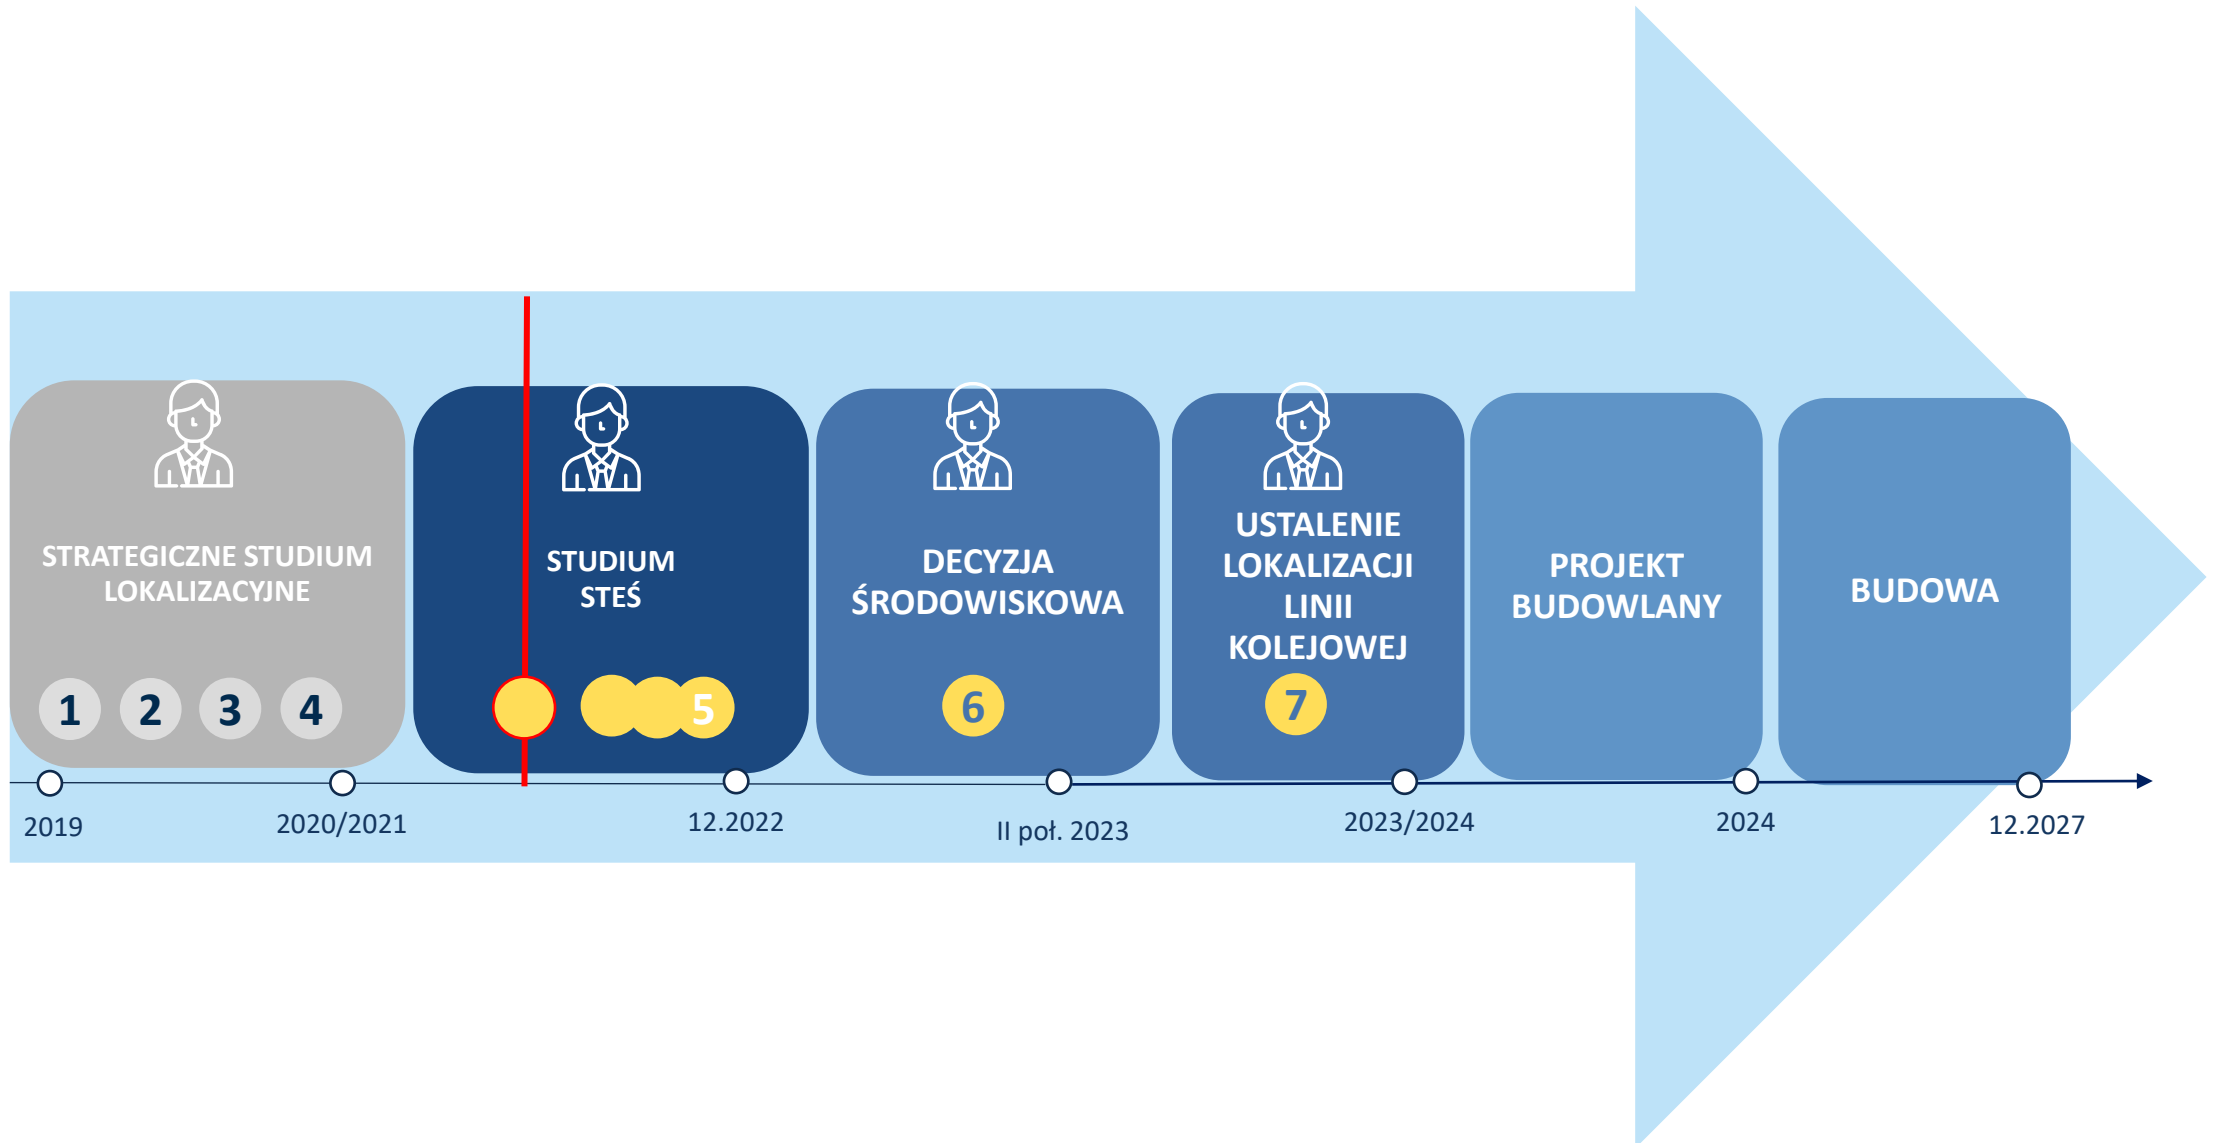 STRATEGICZNE STUDIUM
LOKALIZACYJNE
1 2 3 4
STUDIUM
STEŚ
5
DECYZJA
ŚRODOWISKOWA
6
USTALENIE
LOKALIZACJI
LINII
KOLEJOWEJ
7
PROJEKT
BUDOWLANY
BUDOWA
2019
2020/2021
12.2022
II poł. 2023
2023/2024
2024
12.2027